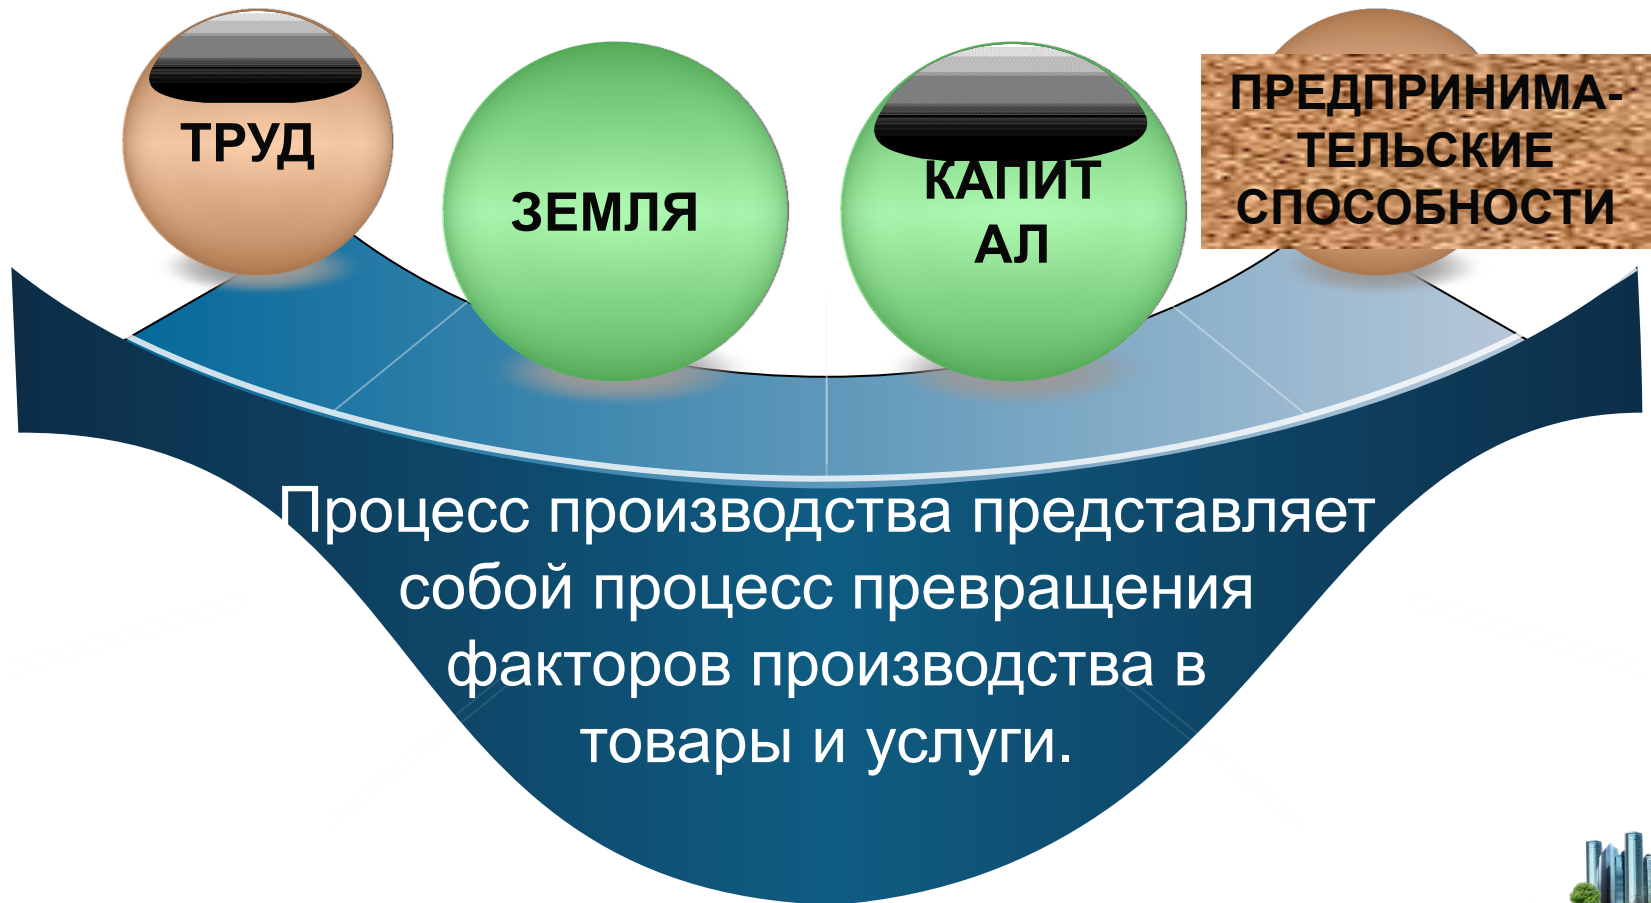 ТРУД
ЗЕМЛЯ
КАПИТ
АЛ
ПРЕДПРИНИМА-
ТЕЛЬСКИЕ
СПОСОБНОСТИ
Процесс производства представляет
собой процесс превращения
факторов производства в
товары и услуги.